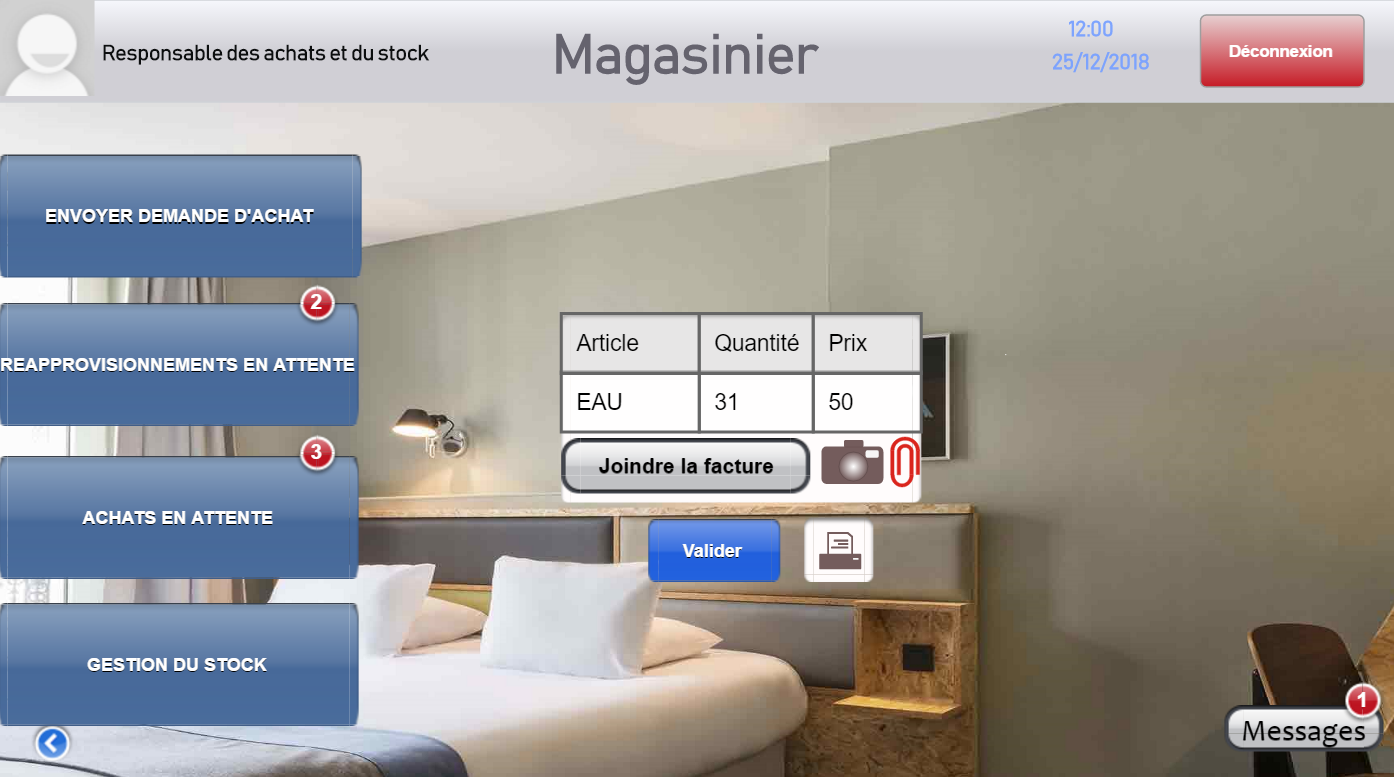 Responsable des achats et du stock
Magasinier
12:00
25/12/2018
Déconnexion
ENVOYER DEMANDE D'ACHAT
2
REAPPROVISIONNEMENTS EN ATTENTE
3
ACHATS EN ATTENTE
GESTION DU STOCK
Article Quantité Prix
EAU 31 50
Joindre la facture
Valider
1
Messages